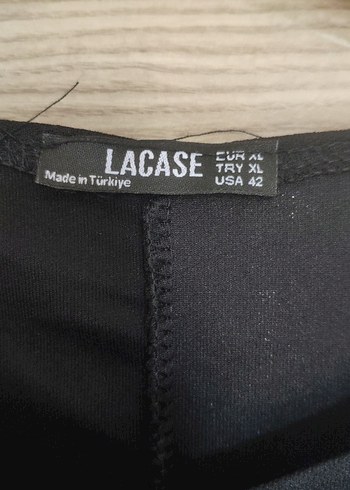 LACASE
Made in Türkiye
EUR XL
TRY XL
USA 42